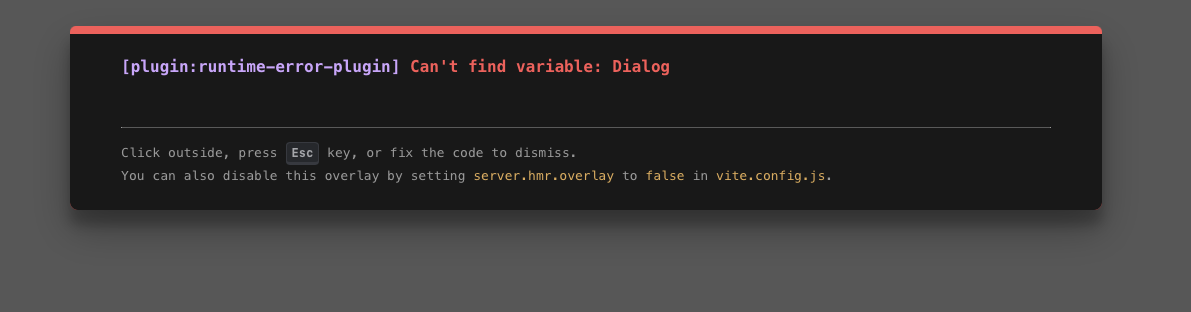 [plugin:runtime-error-plugin] Can't find variable: Dialog
Click outside, press Esc key, or fix the code to dismiss.
You can also disable this overlay by setting server.hmr.overlay to false in vite.config.js.